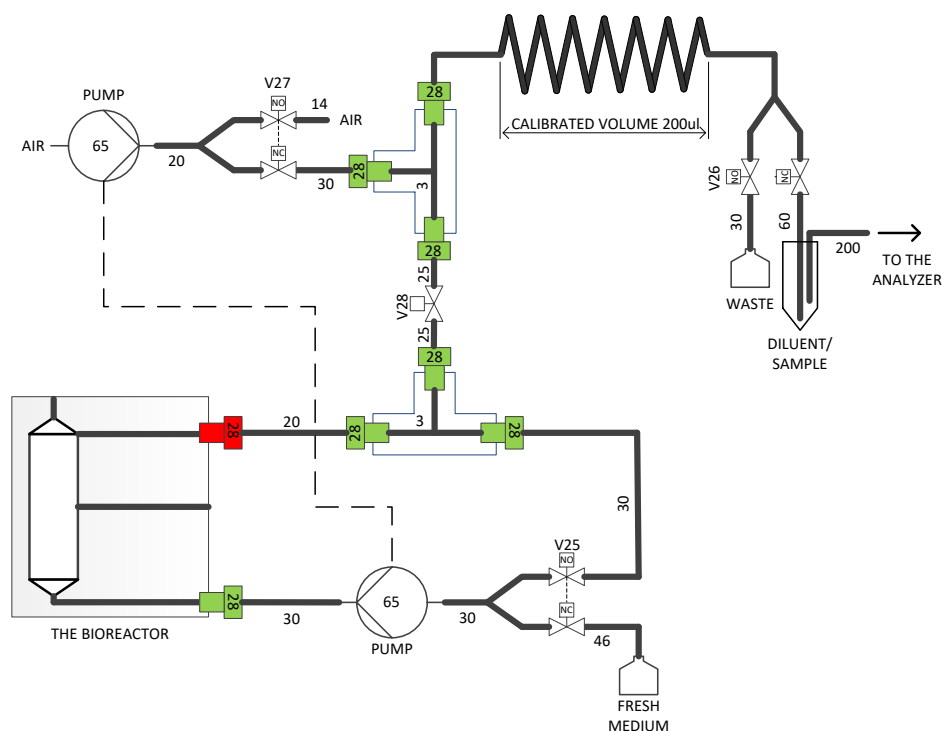 V27
NO
14
AIR
PUMP
AIR
65
20
NC
30
28
3
28
28
25
V28
25
28
CALIBRATED VOLUME 200ul
V26
NO
NC
30
60
WASTE
200
TO THE
ANALYZER
DILUENT/
SAMPLE
28
20
28
3
28
30
THE BIOREACTOR
28
30
65
PUMP
30
V25
NO
NC
46
FRESH
MEDIUM